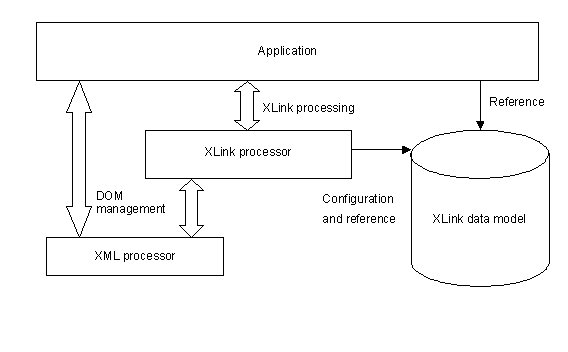 Application
XLink processing
Reference
XLink processor
DOM
management
Configuration
and reference
XLink data model
XML processor